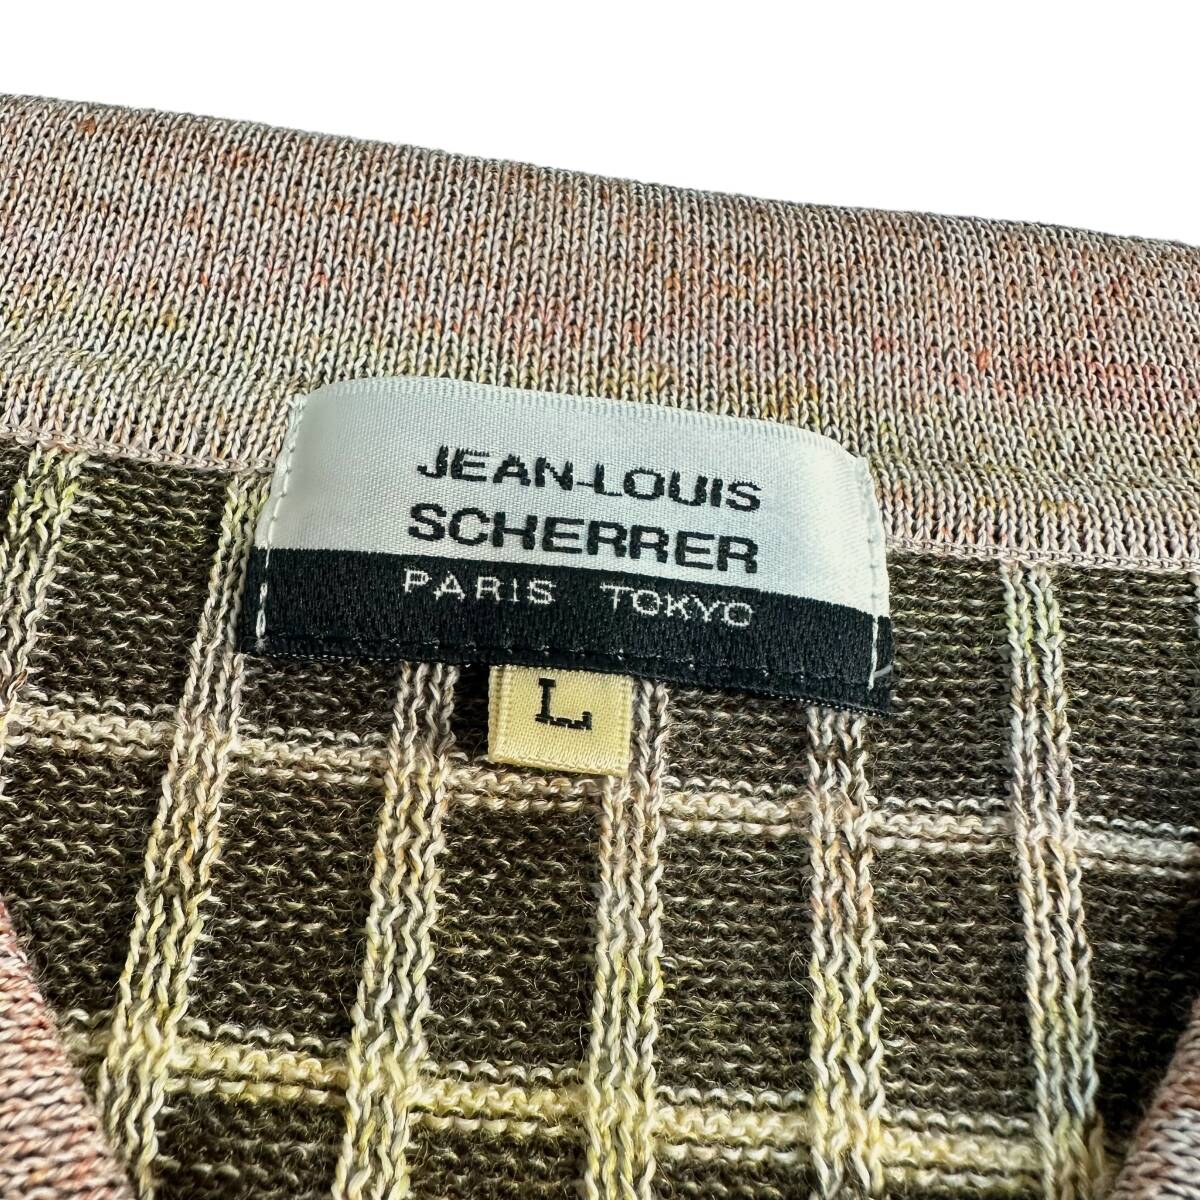 JEAN-LOUIS
SCHERRER
PARIS TOKYO
L